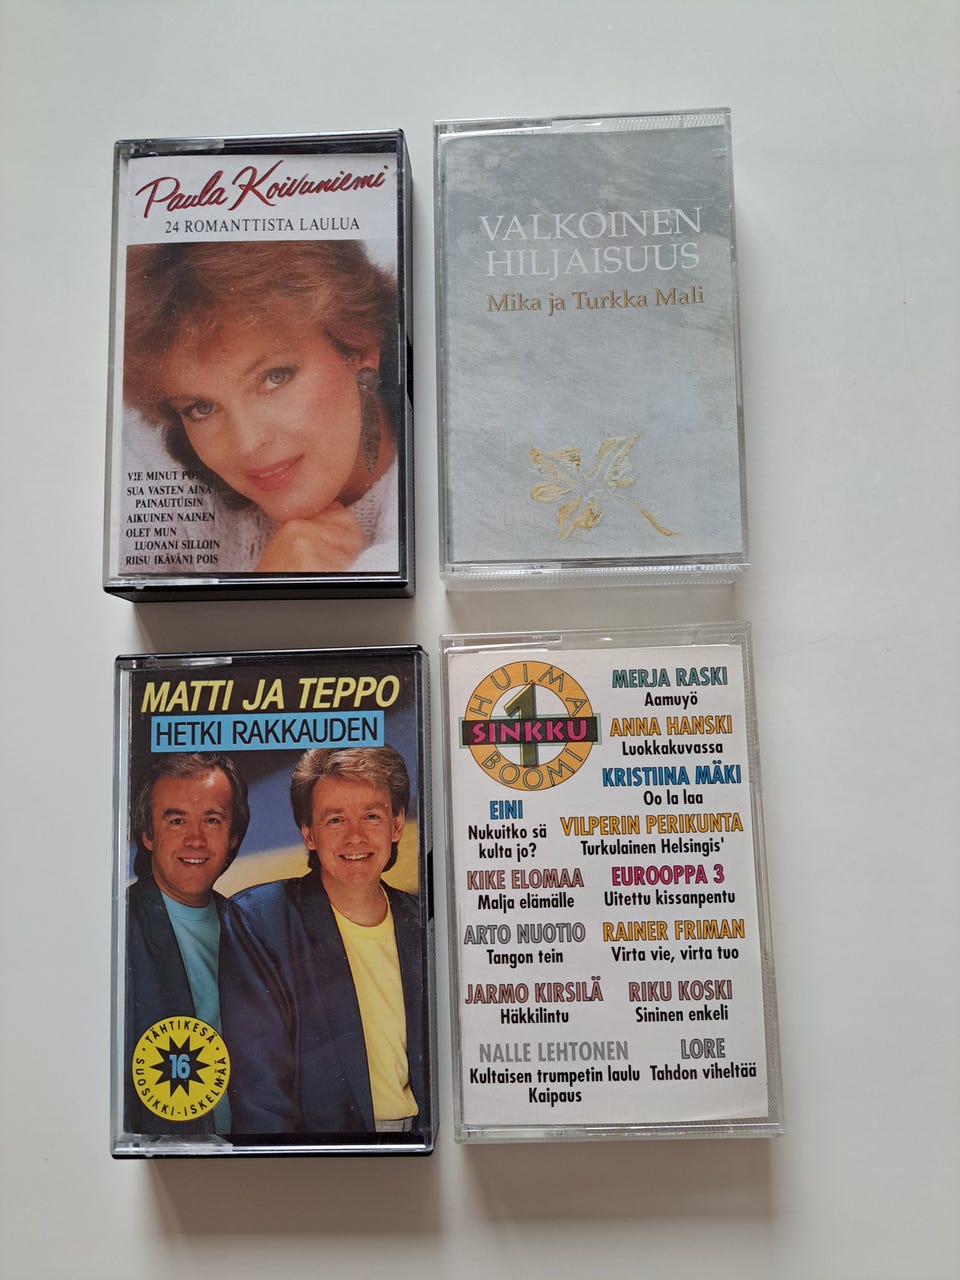 Paula Koivuniemi
24 ROMANTTISTA LAULUA
VIE MINUT POIS
SUA VASTEN AINA
PAINAUTUISIN
AIKUINEN NAINEN
OLET MUN
LUONANI SILLOIN
RIISU IKÄVÄNI POIS
VALKOINEN
HILJAISUUS
Mika ja Turkka Mali
MATTI JA TEPPO
HETKI RAKKAUDEN
TÄHTIKESÄ
16
SUOSIKKI-ISKELMÄÄ
HUIMA
1
SINKKU
BOOMI
MERJA RASKI
Aamuyö
ANNA HANSKI
Luokkakuvassa
KRISTIINA MÄKI
Oo la laa
EINI
Nukuitko sä
kulta jo?
VILPERIN PERIKUNTA
Turkulainen Helsingis'
KIKE ELOMAA
Malja elämälle
EUROOPPA 3
Uitettu kissanpentu
ARTO NUOTIO
Tangon tein
RAINER FRIMAN
Virta vie, virta tuo
JARMO KIRSILÄ
Häkkilintu
RIKU KOSKI
Sininen enkeli
NALLE LEHTONEN
Kultaisen trumpetin laulu
Kaipaus
LORE
Tahdon viheltää